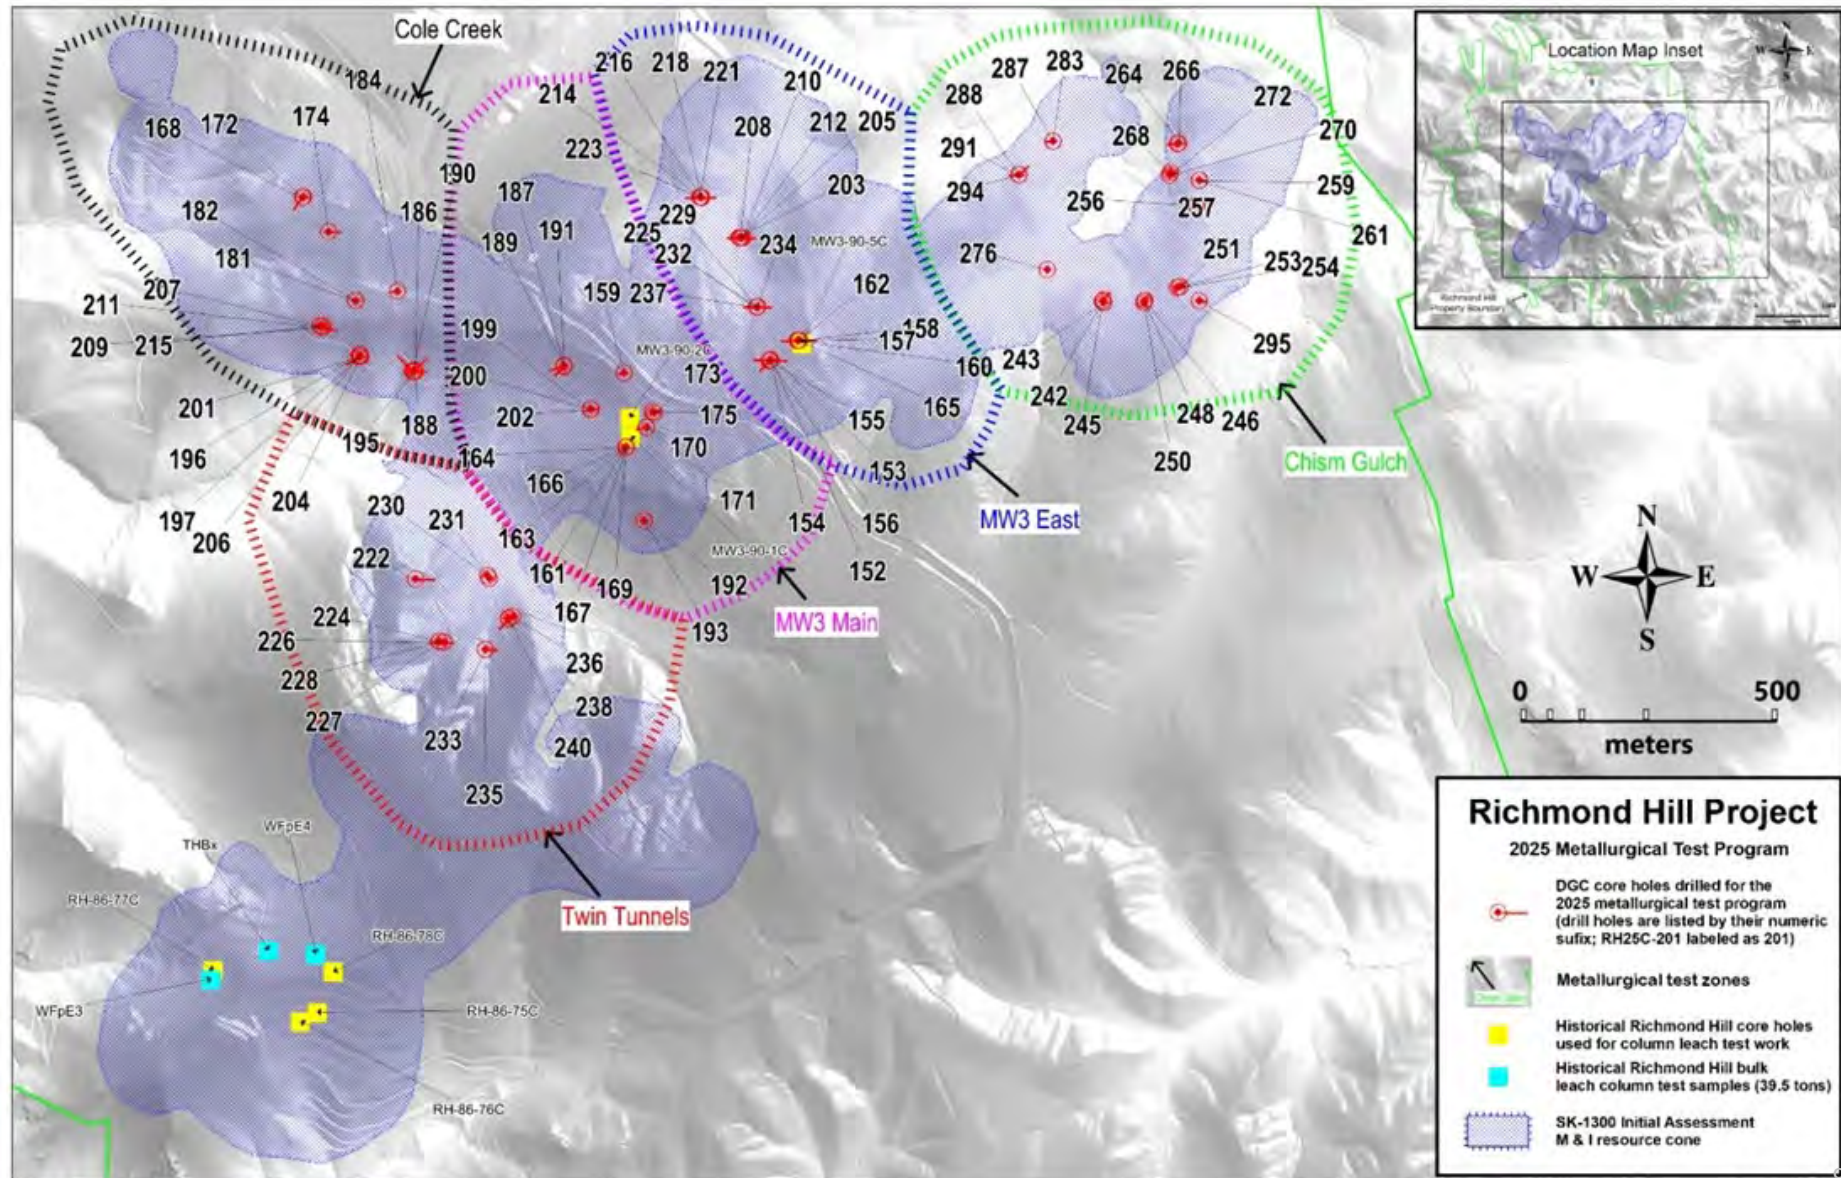 Cole Creek
184
216
218
221
210
214
174
172
168
223
208
212
205
287
283
264
266
288
272
270
268
291
294
190
203
187
186
182
229
225
191
189
181
232
234
MW3-90-5C
256
257
259
251
261
276
253
254
207
211
209
215
159
237
162
199
158
157
160
MW3-90-2C
173
243
295
200
201
188
202
175
155
165
242
248
246
245
195
164
170
153
250
Chism Gulch
196
166
204
197
206
230
231
171
154
156
MW3 East
163
MW3-90-1C
222
161
169
192
152
224
167
193
MW3 Main
226
236
228
227
238
233
240
235
WFpE4
THBx
RH-86-77C
RH-86-78C
Twin Tunnels
WFpE3
RH-86-75C
RH-86-76C
Location Map Inset
N
W E
S
Richmond Hill
Property Boundary
N
W E
S
0 500
meters
Richmond Hill Project
2025 Metallurgical Test Program
DGC core holes drilled for the
2025 metallurgical test program
(drill holes are listed by their numeric
sufix; RH25C-201 labeled as 201)
Metallurgical test zones
Historical Richmond Hill core holes
used for column leach test work
Historical Richmond Hill bulk
leach column test samples (39.5 tons)
SK-1300 Initial Assessment
M & I resource cone